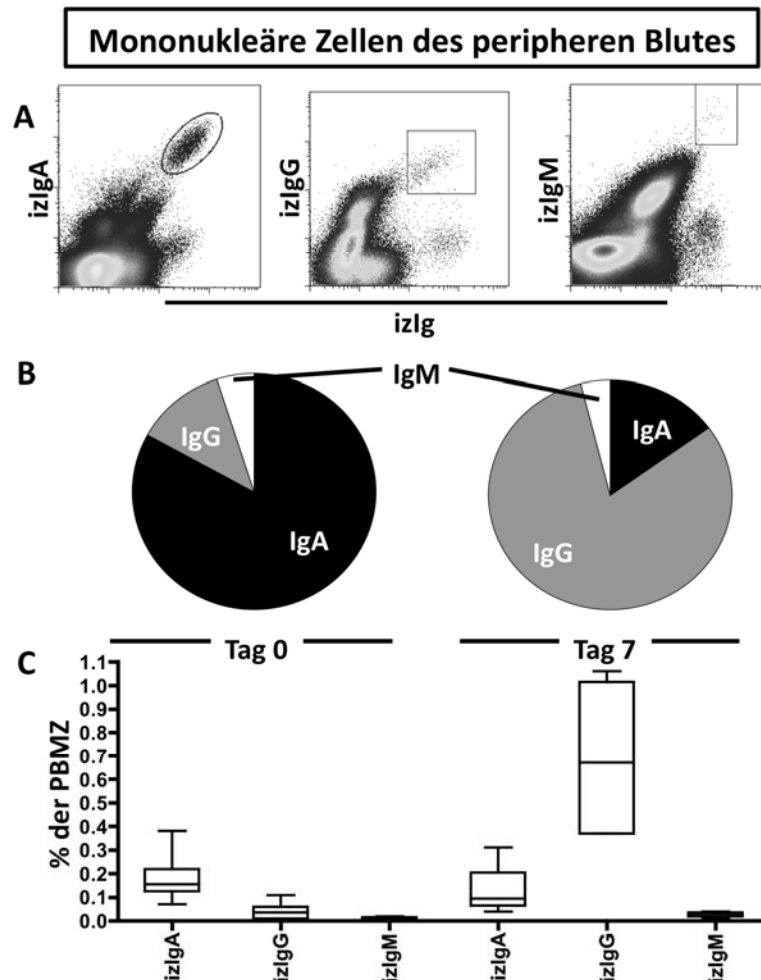 Mononukleäre Zellen des peripheren Blutes
A
izIgA
izIgG
izIgM
izIg
B
IgM
IgG
IgA
IgA
IgG
Tag 0
Tag 7
C
% der PBMZ
1.1
1.0
0.9
0.8
0.7
0.6
0.5
0.4
0.3
0.2
0.1
0.0
izIgA
izIgG
izIgM
izIgA
izIgG
izIgM